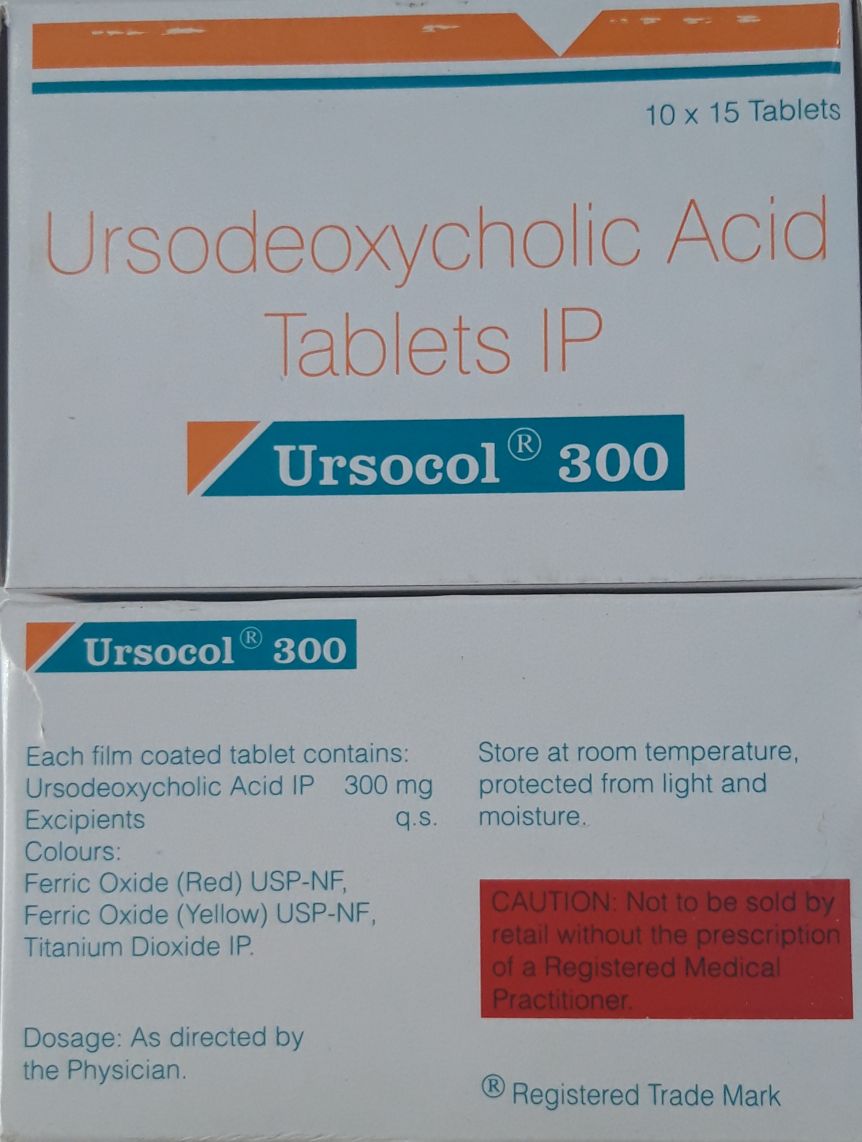 10 x 15 Tablets
Ursodeoxycholic Acid
Tablets IP
Ursocol® 300
Ursocol® 300
Each film coated tablet contains:
Ursodeoxycholic Acid IP 300 mg
Excipients q.s.
Colours:
Ferric Oxide (Red) USP-NF,
Ferric Oxide (Yellow) USP-NF,
Titanium Dioxide IP.
Dosage: As directed by
the Physician.
Store at room temperature,
protected from light and
moisture.
CAUTION: Not to be sold by
retail without the prescription
of a Registered Medical
Practitioner.
® Registered Trade Mark